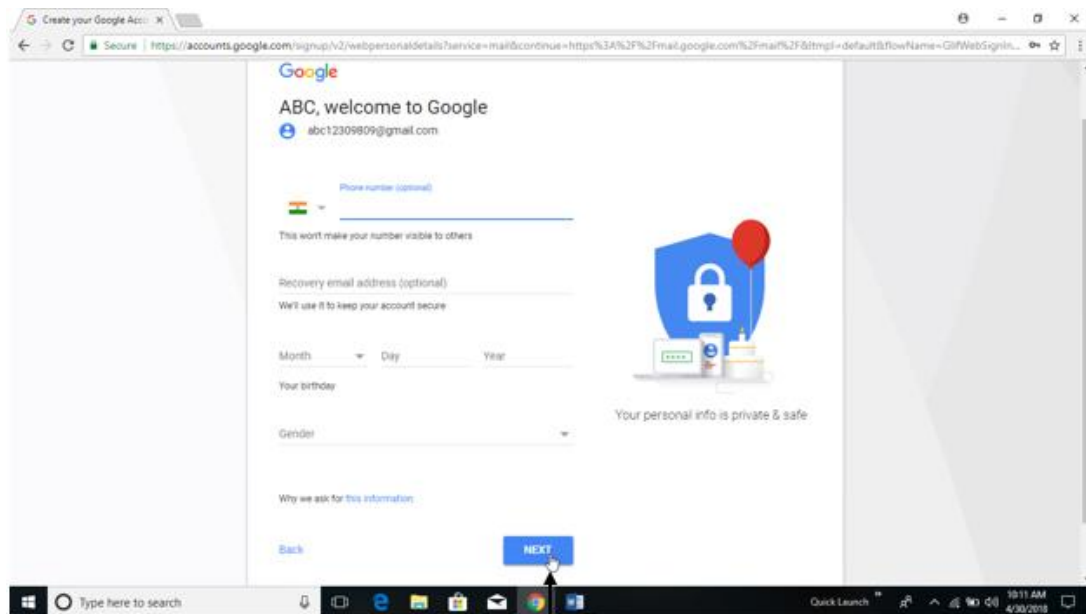 Create your Google Acc
Secure | https://accounts.google.com/signup/v2/webpersonaldetails?service=mail&continue=https%3A%2F%2Fmail.google.com%2Fmail%2F&ltmpl=default&flowName=GlifWebSignIn...
Google
ABC, welcome to Google
abc12309809@gmail.com
Phone number (optional)
This won't make your number visible to others
Recovery email address (optional)
We'll use it to keep your account secure
Month Day Year
Your birthday
Gender
Your personal info is private & safe
Why we ask for this information
Back NEXT
Type here to search
Quick Launch
10:11 AM
4/30/2018